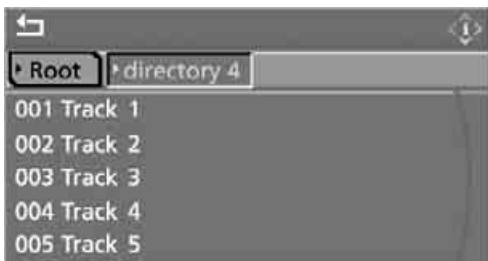 Root directory 4
001 Track 1
002 Track 2
003 Track 3
004 Track 4
005 Track 5